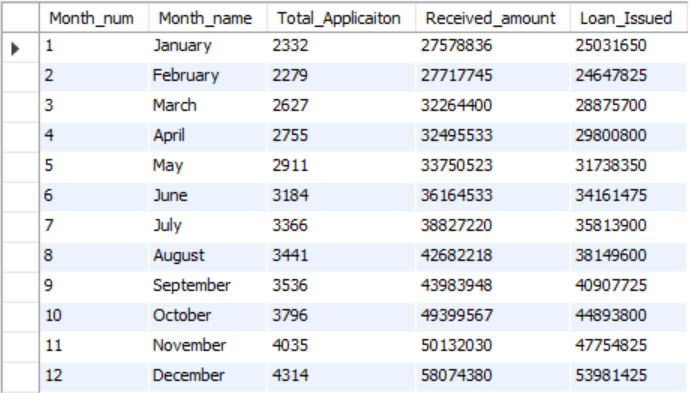 Month_num Month_name Total_Applicaiton Received_amount Loan_Issued
1 January 2332 27578836 25031650
2 February 2279 27717745 24647825
3 March 2627 32264400 28875700
4 April 2755 32495533 29800800
5 May 2911 33750523 31738350
6 June 3184 36164533 34161475
7 July 3366 38827220 35813900
8 August 3441 42682218 38149600
9 September 3536 43983948 40907725
10 October 3796 49399567 44893800
11 November 4035 50132030 47754825
12 December 4314 58074380 53981425